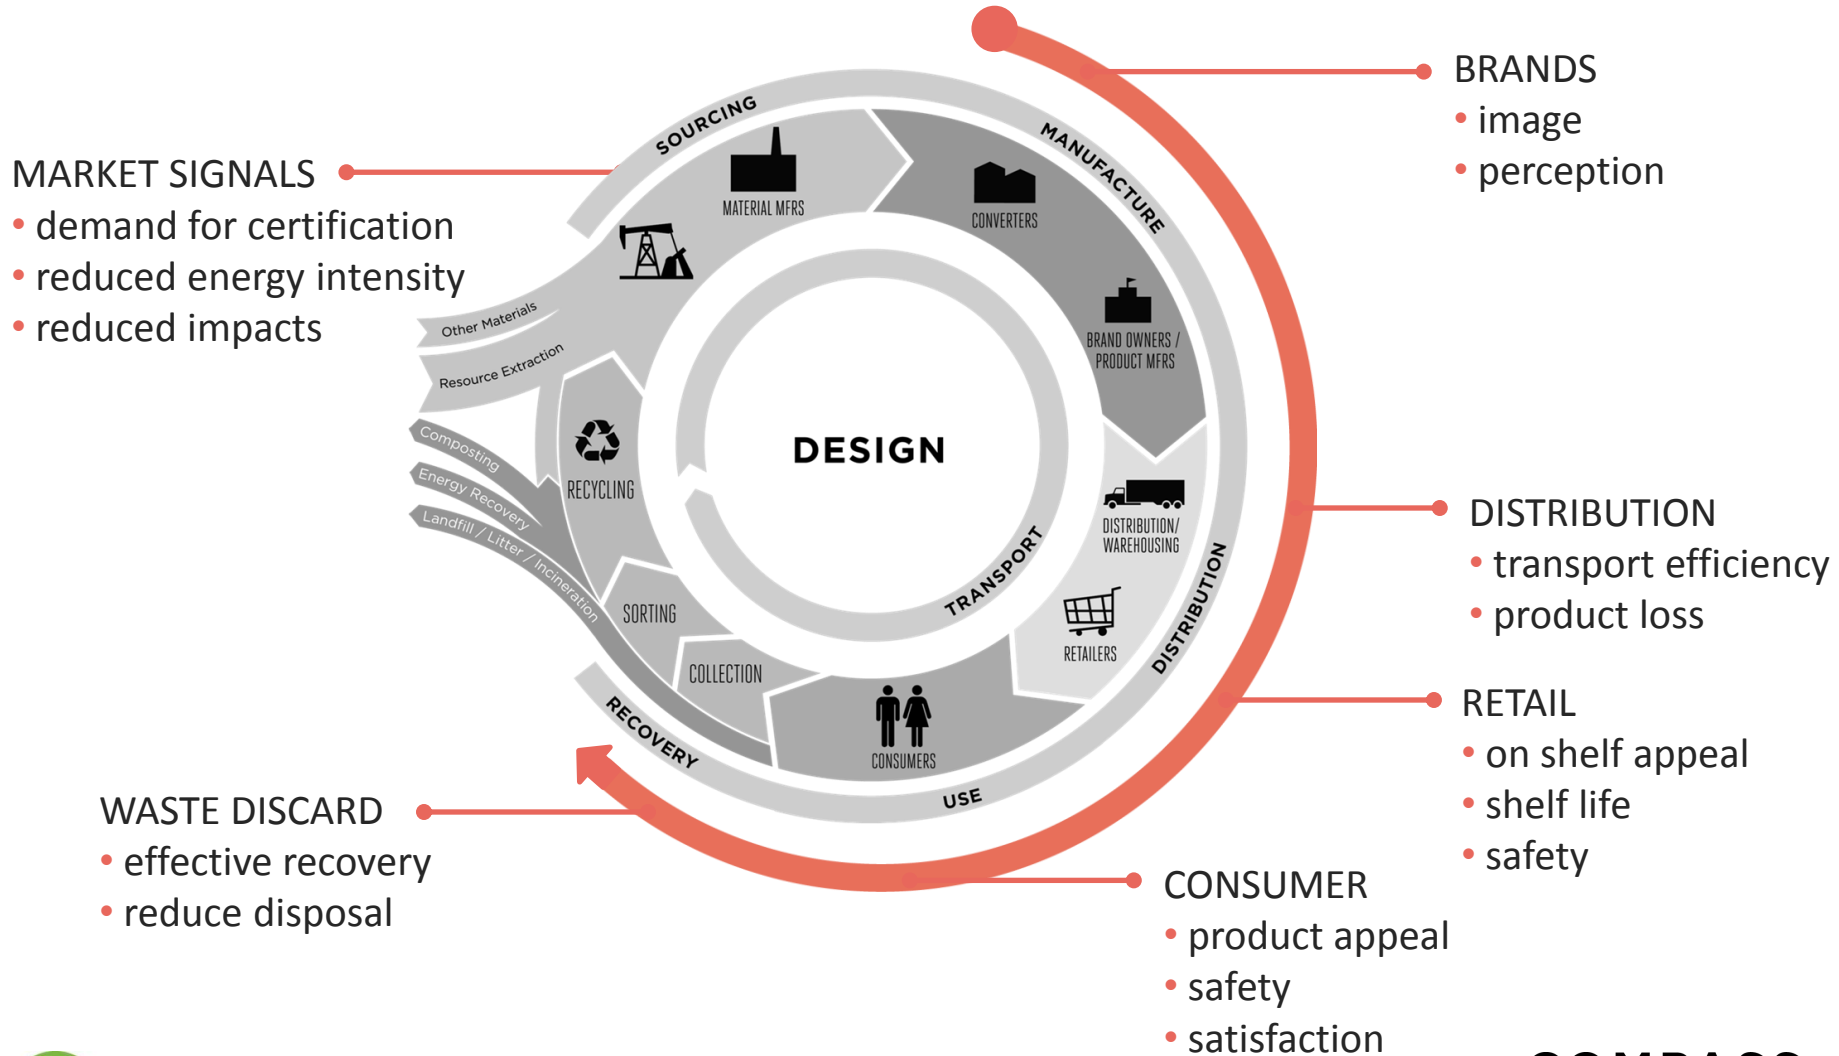 BRANDS
• image
• perception
MARKET SIGNALS
• demand for certification
• reduced energy intensity
• reduced impacts
SOURCING
MANUFACTURE
MATERIAL MFRS
CONVERTERS
Other Materials
Resource Extraction
BRAND OWNERS /
PRODUCT MFRS
Composting
Energy Recovery
Landfill / Litter / Incineration
RECYCLING
DESIGN
TRANSPORT
DISTRIBUTION/
WAREHOUSING
DISTRIBUTION
SORTING
RETAILERS
COLLECTION
CONSUMERS
RECOVERY
USE
DISTRIBUTION
• transport efficiency
• product loss
RETAIL
• on shelf appeal
• shelf life
• safety
WASTE DISCARD
• effective recovery
• reduce disposal
CONSUMER
• product appeal
• safety
• satisfaction